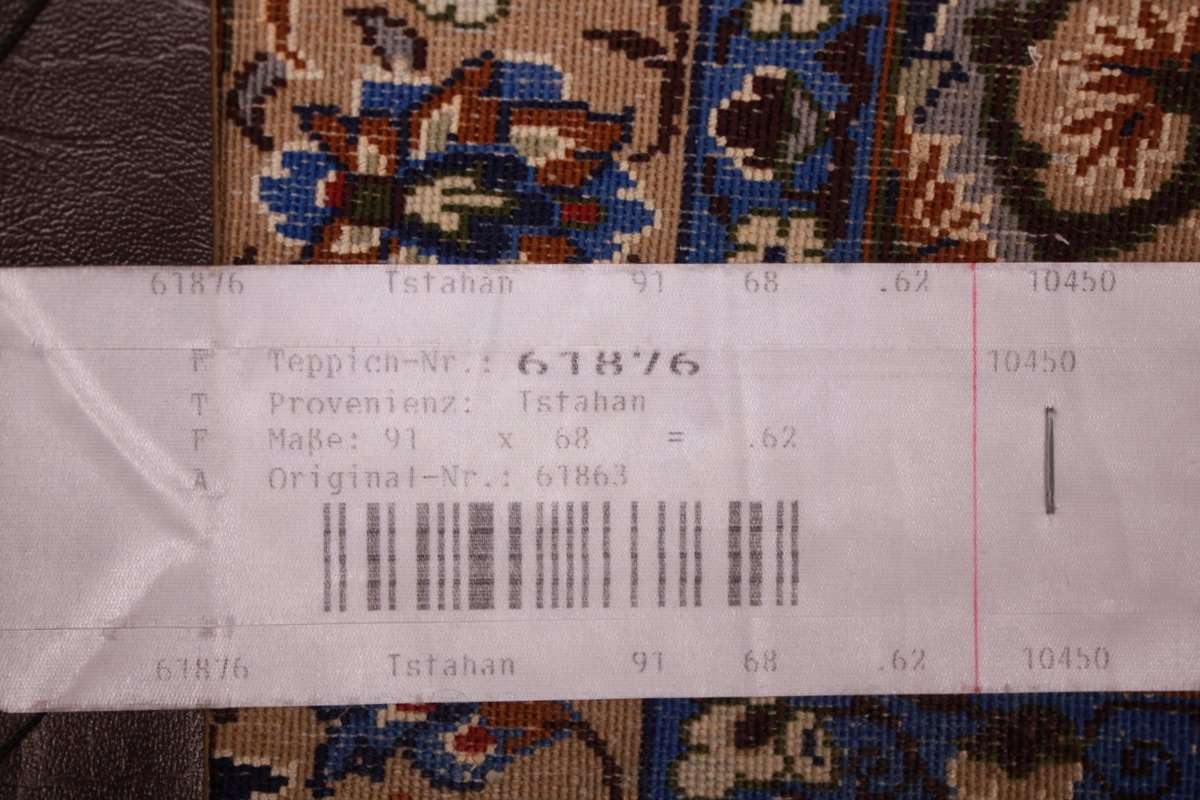 61876 Isfahan 91 68 .62 10450
F Teppich-Nr.: 61876 10450
T Provenienz: Isfahan
F Maße: 91 x 68 = .62
A Original-Nr.: 61863
61876 Isfahan 91 68 .62 10450